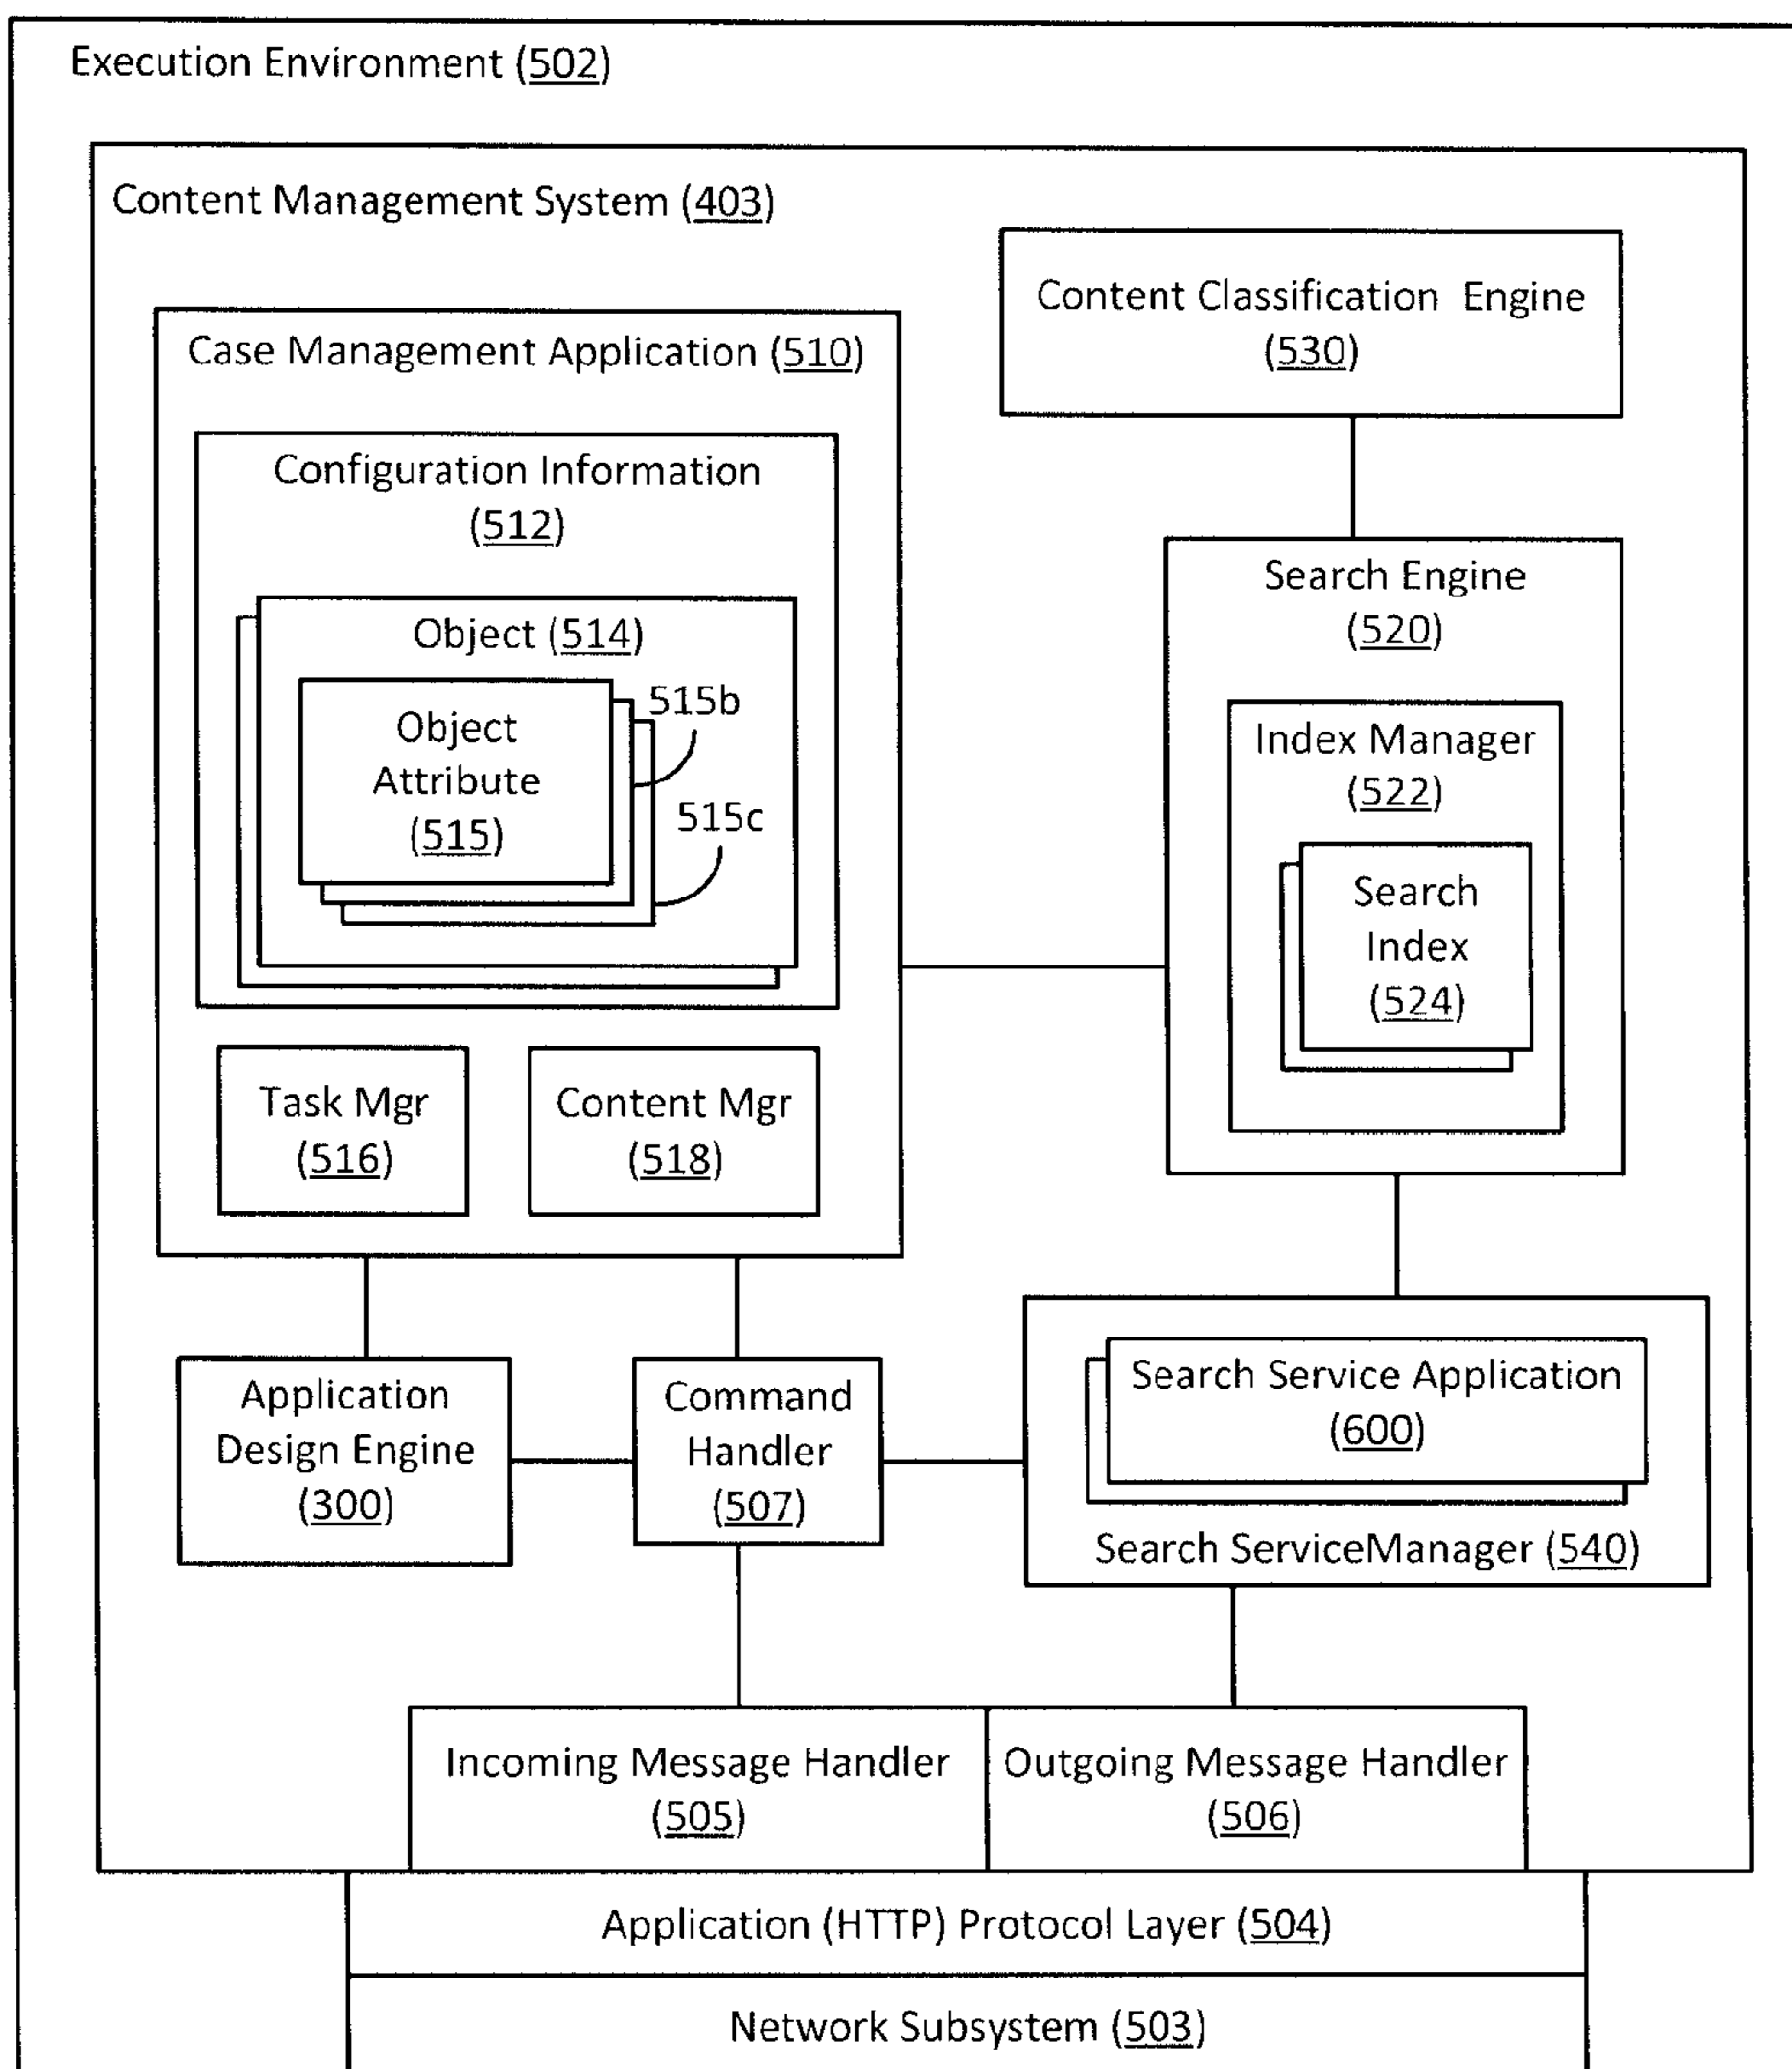 Execution Environment (502)
Content Management System (403)
Content Classification Engine
(530)
Case Management Application (510)
Configuration Information
(512)
Object (514)
Object
Attribute
(515)
515b
515c
Search Engine
(520)
Index Manager
(522)
Search
Index
(524)
Task Mgr
(516)
Content Mgr
(518)
Application
Design Engine
(300)
Command
Handler
(507)
Search Service Application
(600)
Search ServiceManager (540)
Incoming Message Handler
(505)
Outgoing Message Handler
(506)
Application (HTTP) Protocol Layer (504)
Network Subsystem (503)